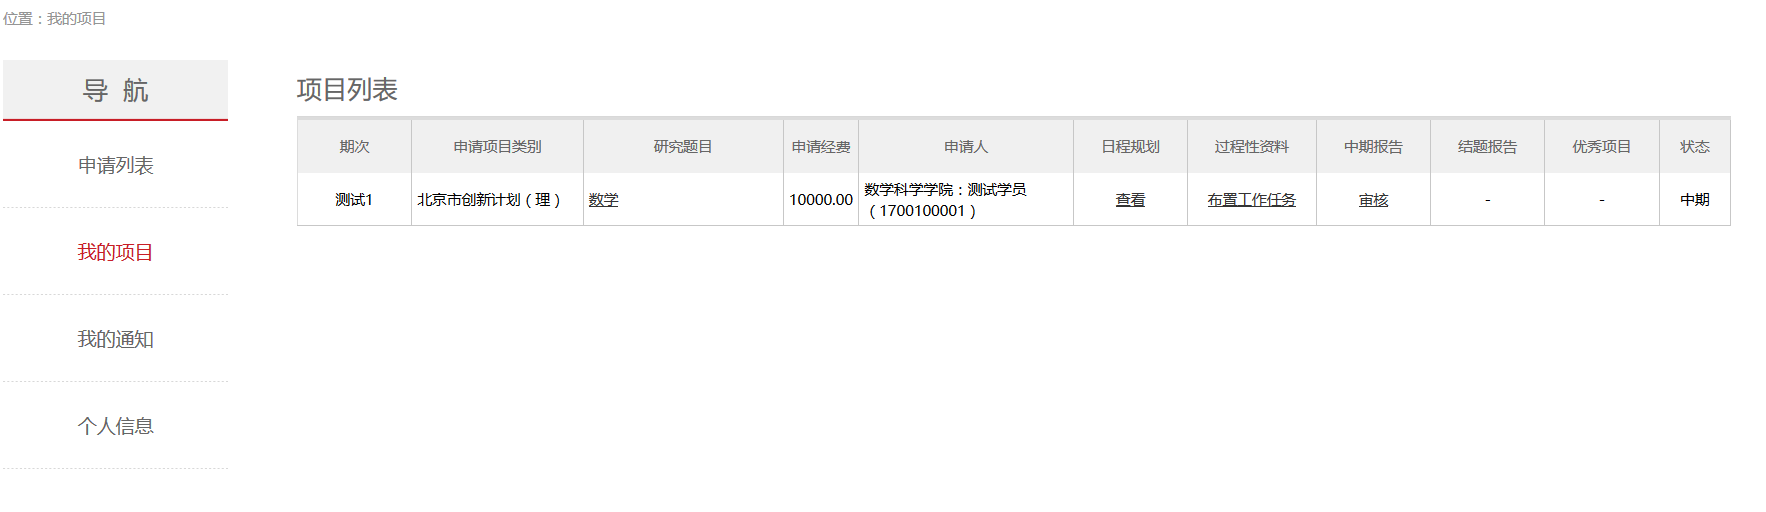 位置：我的项目
导 航
申请列表
我的项目
我的通知
个人信息
项目列表
期次 申请项目类别 研究题目 申请经费 申请人 日程规划 过程性资料 中期报告 结题报告 优秀项目 状态
测试1 北京市创新计划（理） 数学 10000.00 数学科学学院：测试学员 查看 布置工作任务 审核 - - 中期
（1700100001）